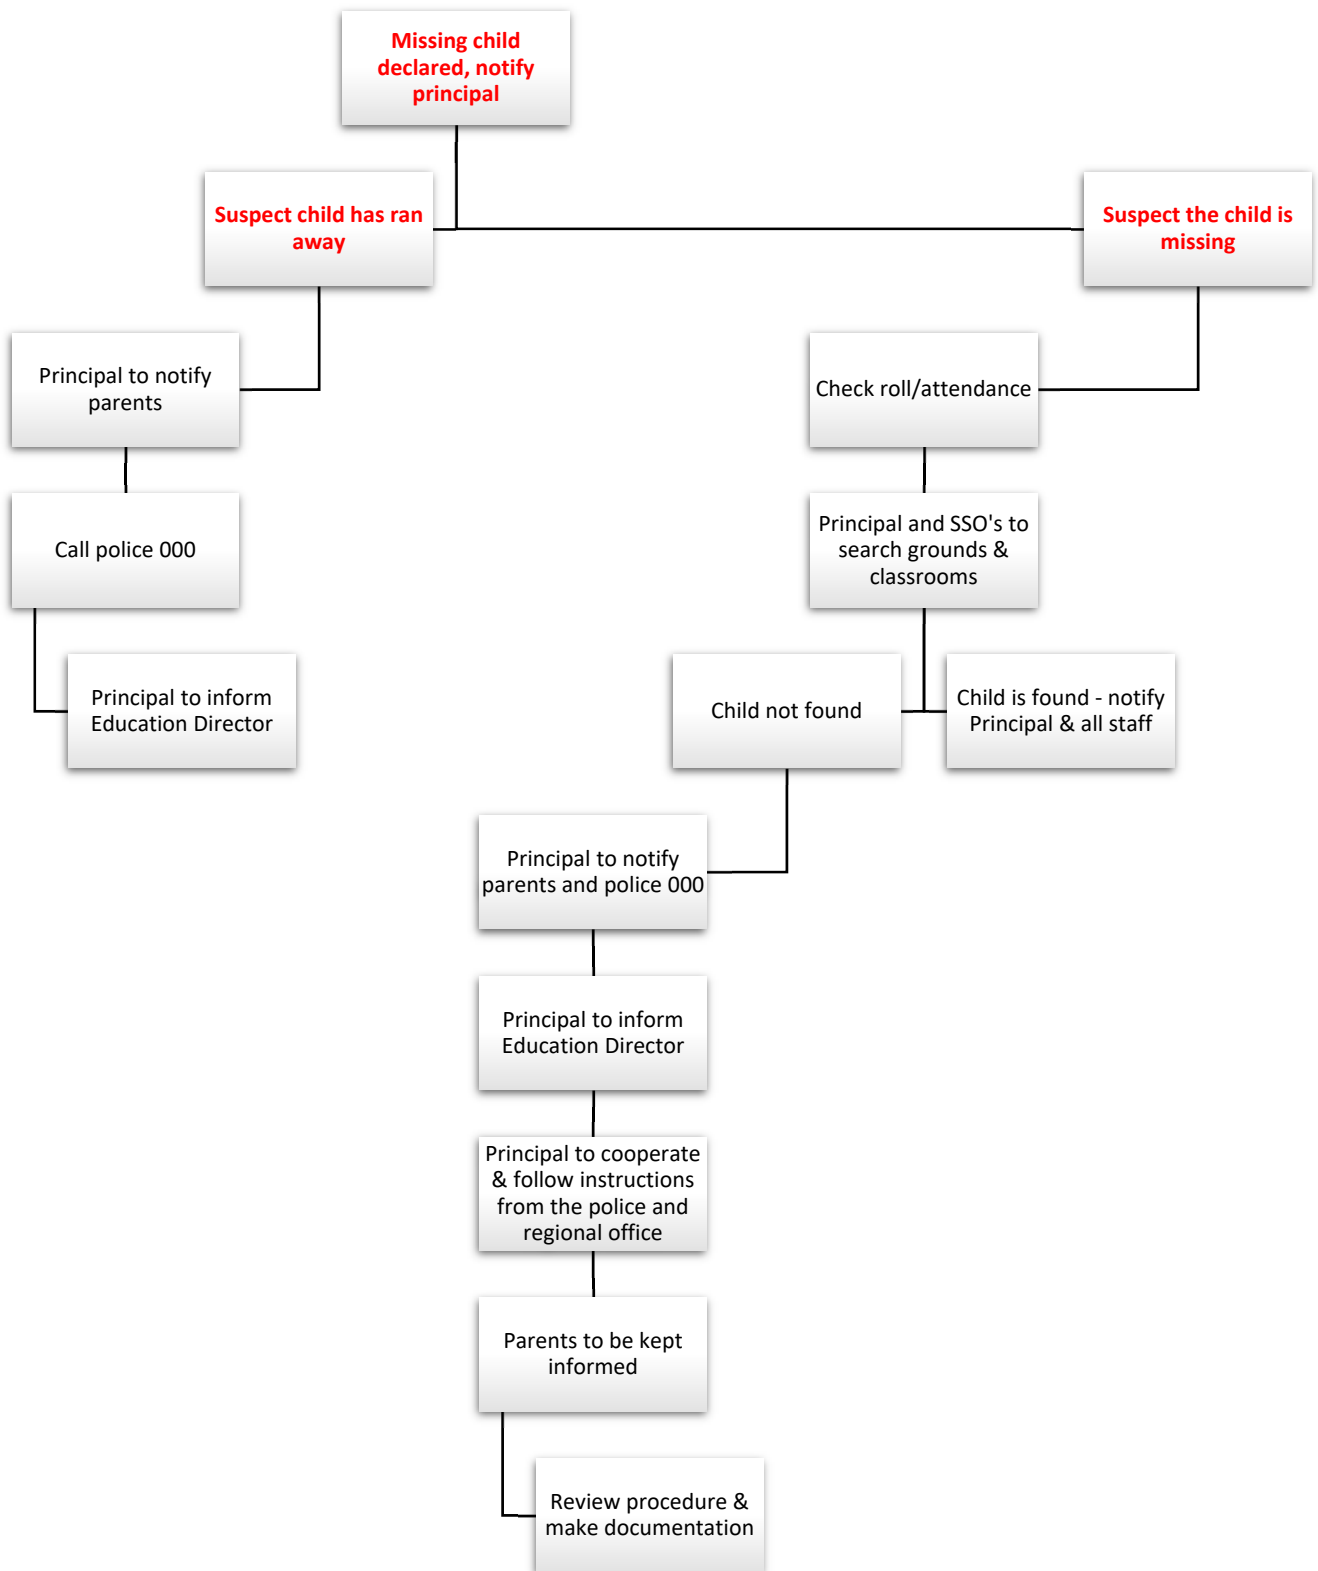 Missing child
declared, notify
principal
Suspect child has ran
away
Suspect the child is
missing
Principal to notify
parents
Check roll/attendance
Call police 000
Principal and SSO's to
search grounds &
classrooms
Principal to inform
Education Director
Child not found
Child is found - notify
Principal & all staff
Principal to notify
parents and police 000
Principal to inform
Education Director
Principal to cooperate
& follow instructions
from the police and
regional office
Parents to be kept
informed
Review procedure &
make documentation